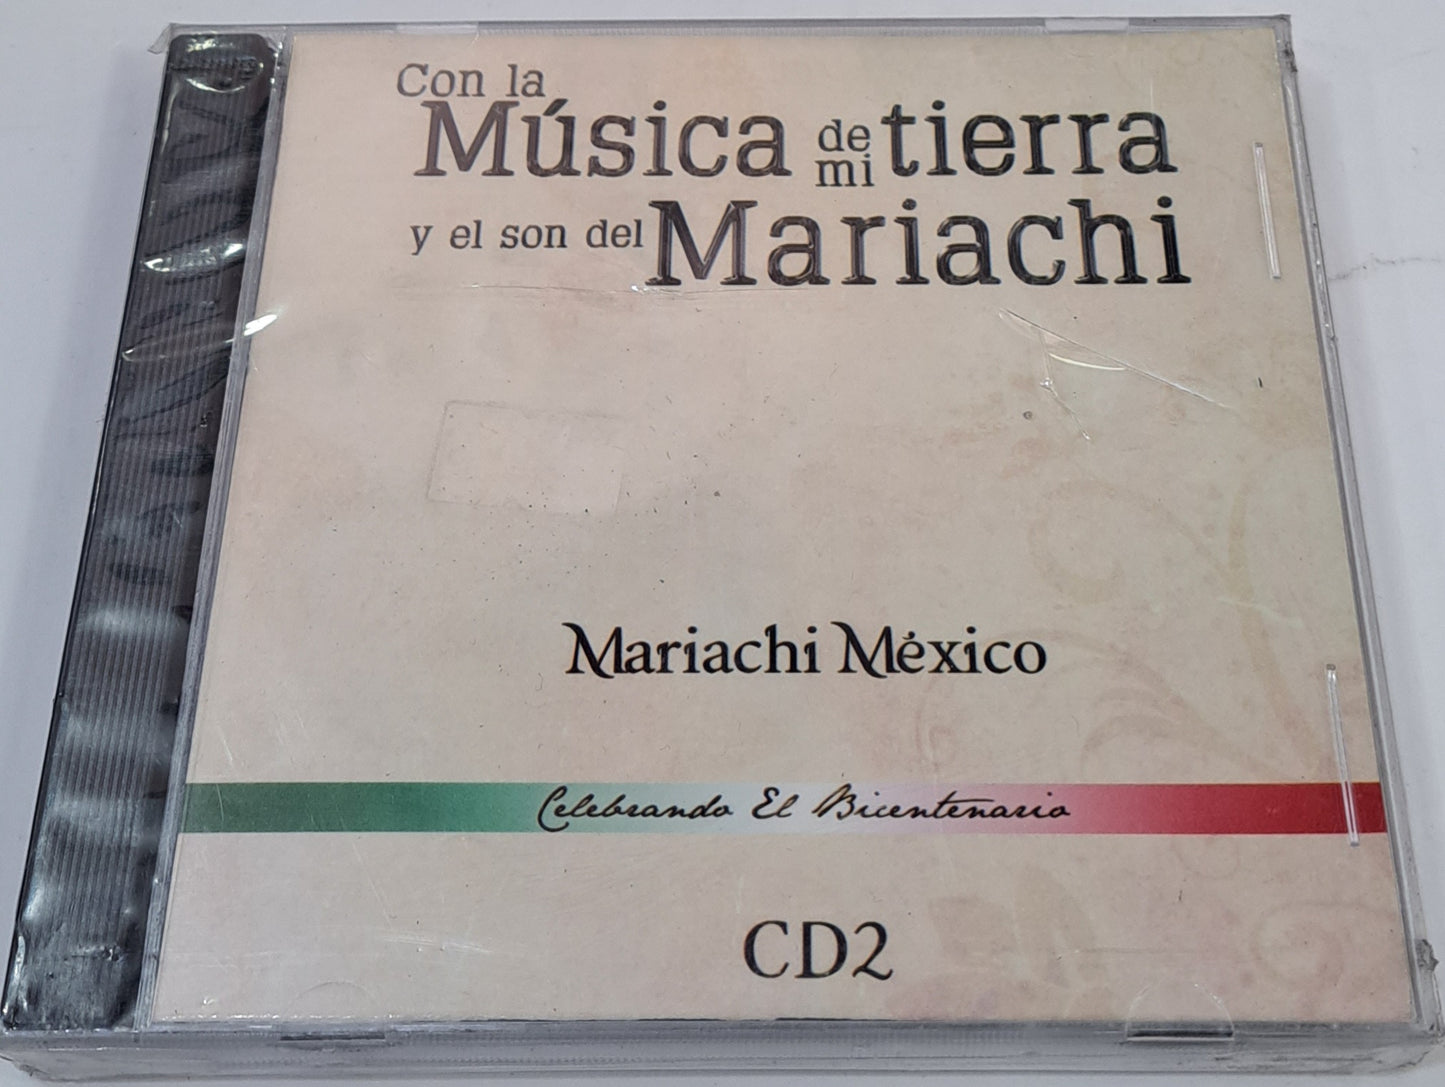 Con la
Música de mi tierra
y el son del Mariachi
Mariachi México
Celebrando El Bicentenario
CD2